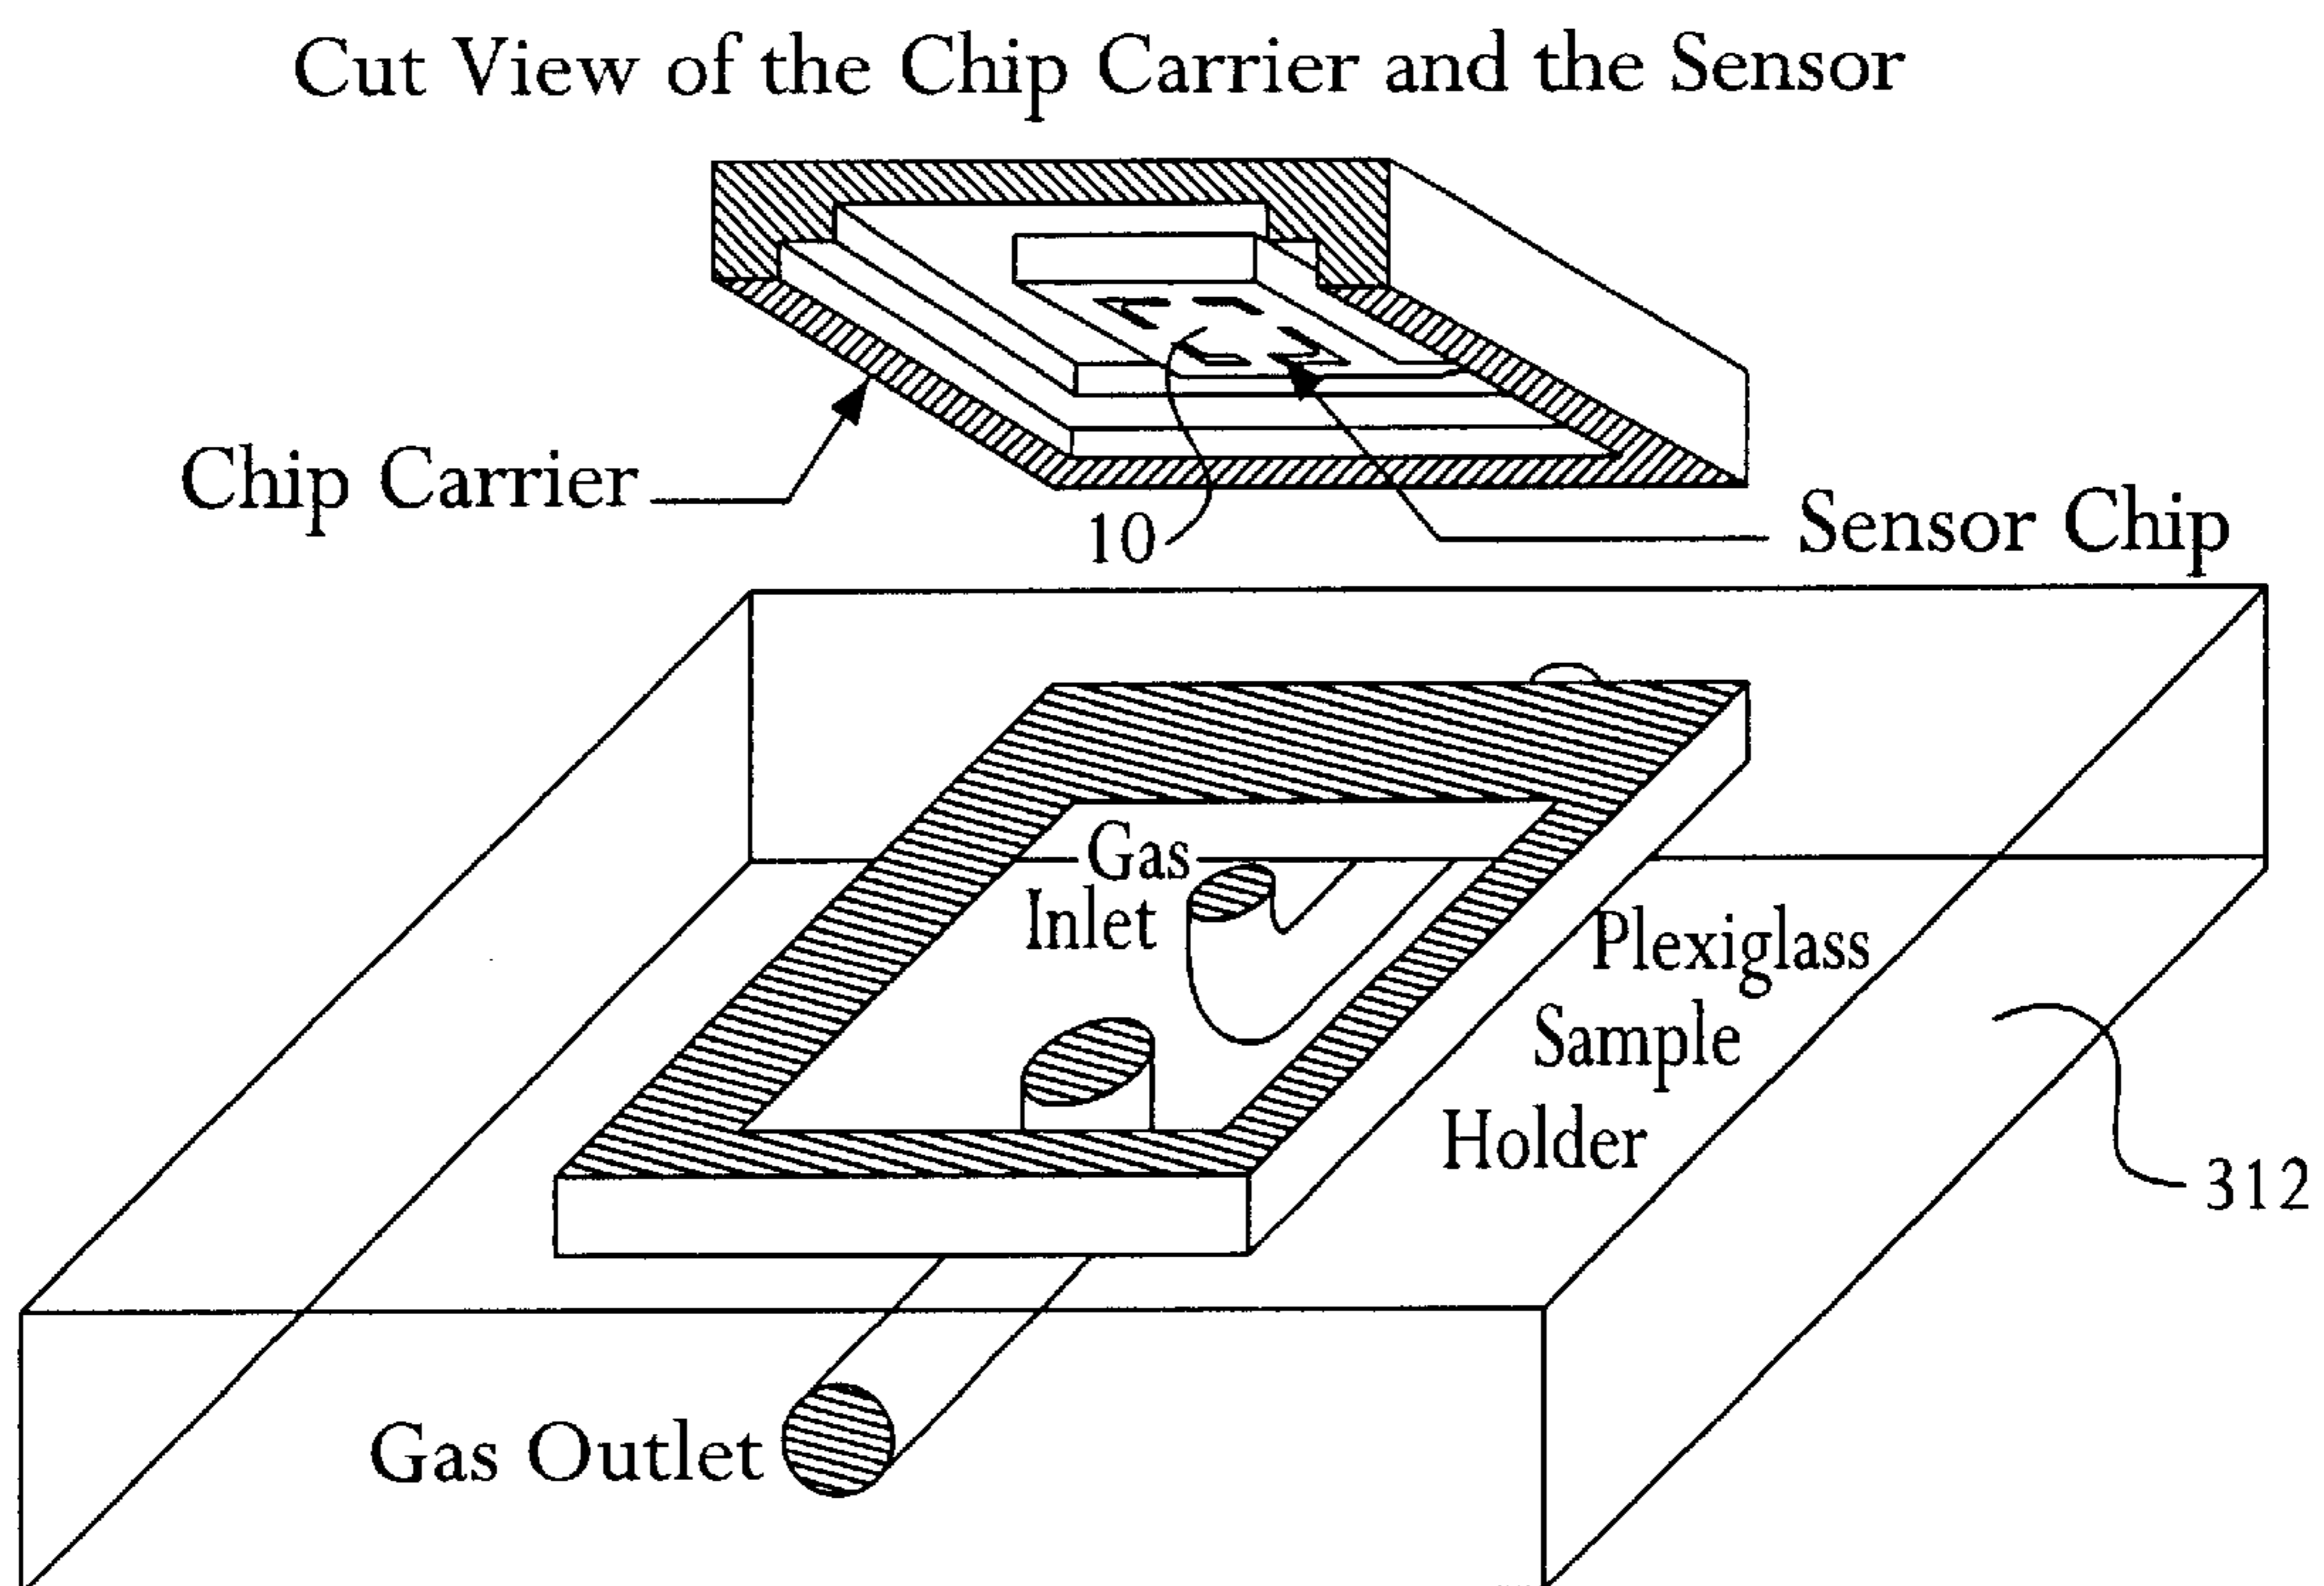 Cut View of the Chip Carrier and the Sensor
Chip Carrier
10
Sensor Chip
Gas
Inlet
Plexiglass
Sample
Holder
312
Gas Outlet